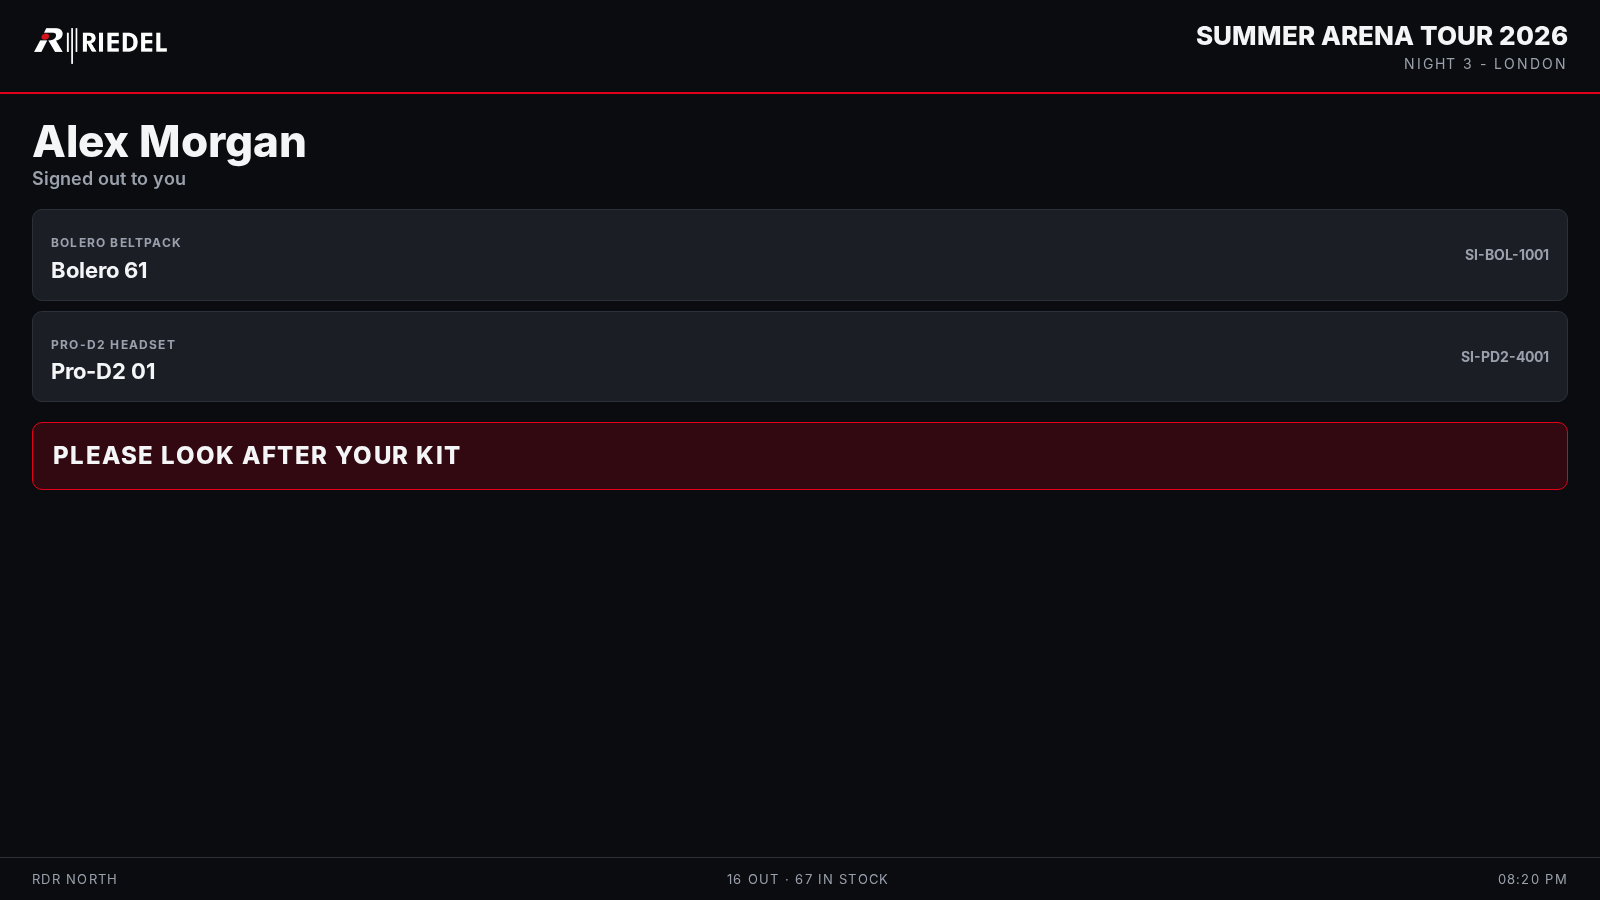 RIEDEL
SUMMER ARENA TOUR 2026
NIGHT 3 - LONDON
Alex Morgan
Signed out to you
BOLERO BELTPACK
Bolero 61
SI-BOL-1001
PRO-D2 HEADSET
Pro-D2 01
SI-PD2-4001
PLEASE LOOK AFTER YOUR KIT
RDR NORTH
16 OUT · 67 IN STOCK
08:20 PM